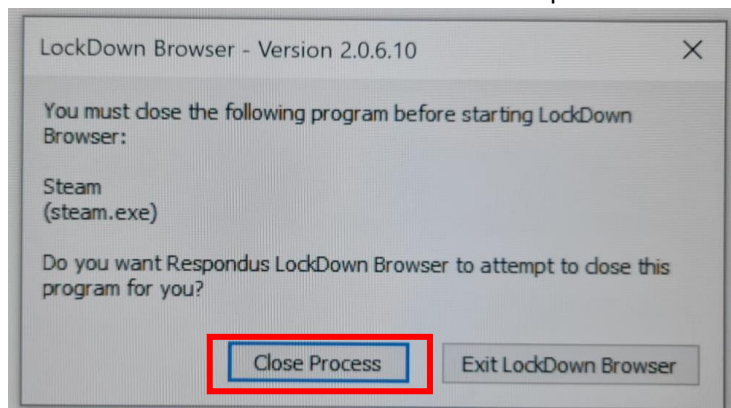 LockDown Browser - Version 2.0.6.10
You must close the following program before starting LockDown
Browser:
Steam
(steam.exe)
Do you want Respondus LockDown Browser to attempt to close this
program for you?
Close Process
Exit LockDown Browser